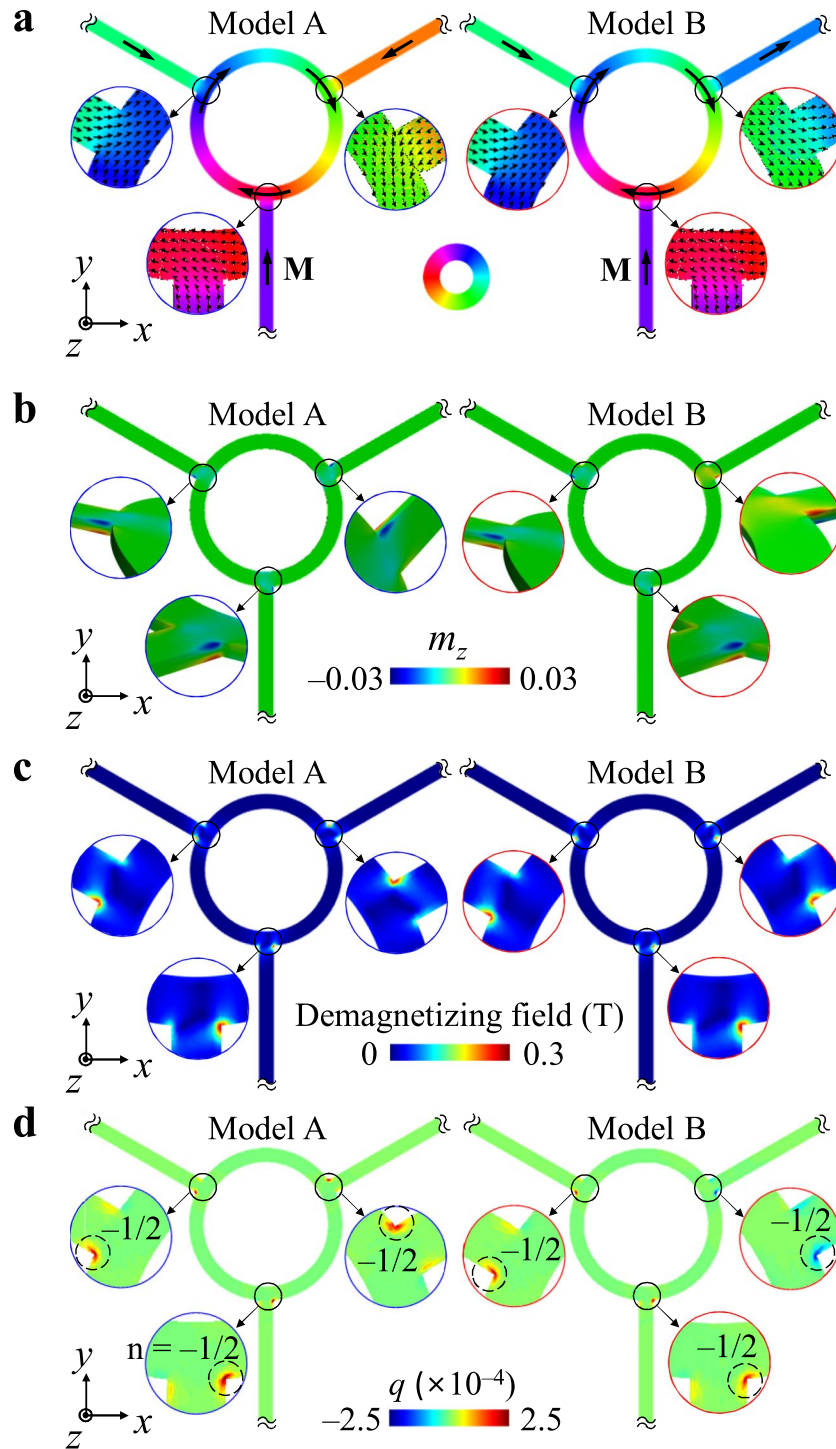 a Model A Model B
M M
y
z x
b Model A Model B
y
z x
m_z
–0.03 0.03
c Model A Model B
y
z x
Demagnetizing field (T)
0 0.3
d Model A Model B
–1/2 –1/2 –1/2 –1/2
n = –1/2 –1/2
y
z x
q (×10⁻⁴)
–2.5 2.5